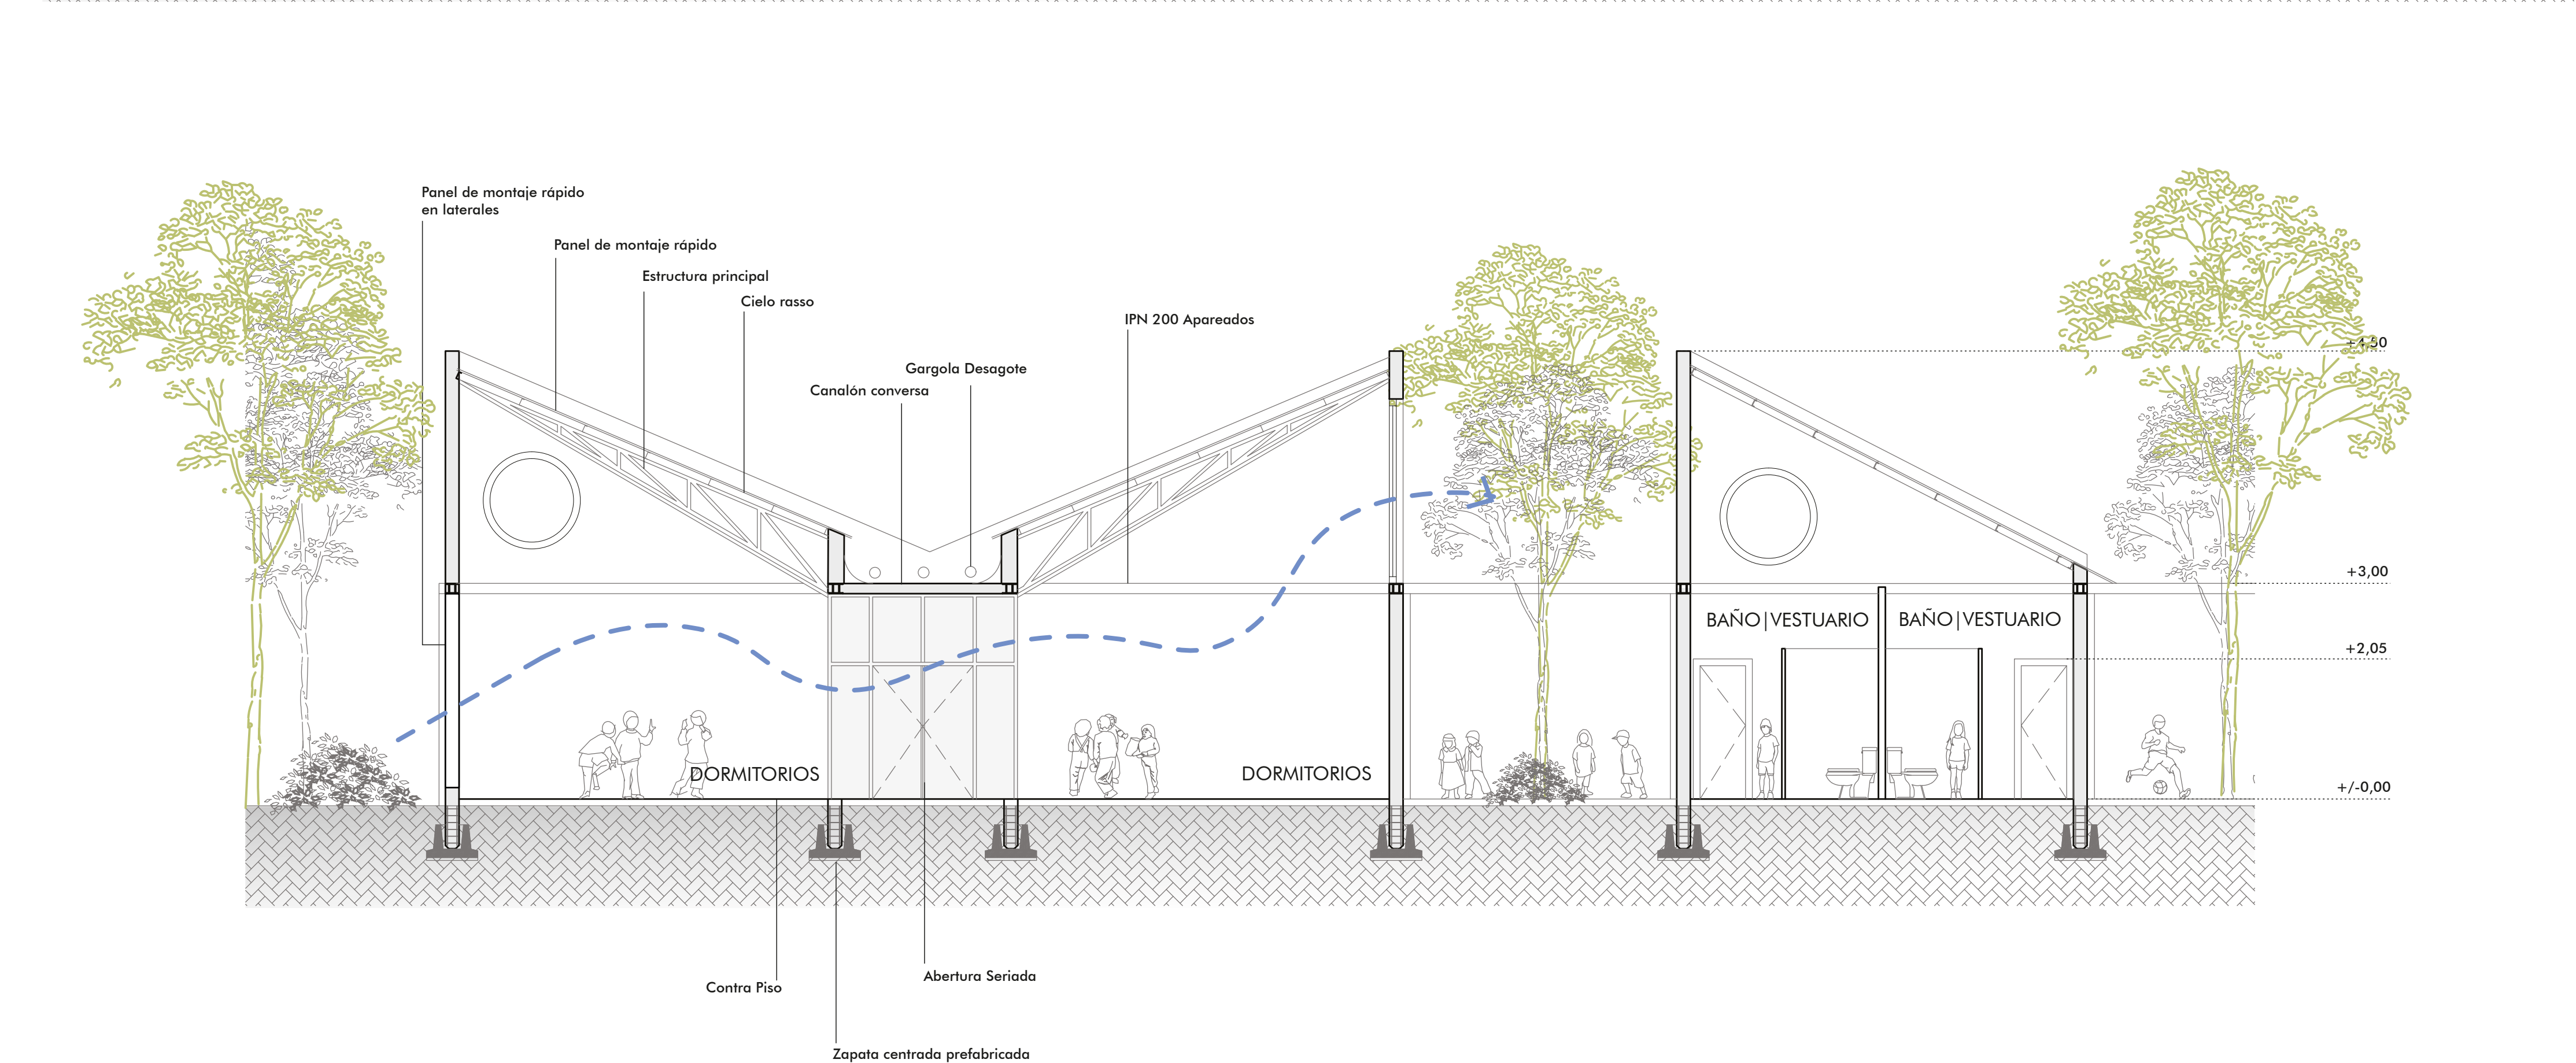 Panel de montaje rápido
en laterales
Panel de montaje rápido
Estructura principal
Cielo rasso
IPN 200 Apareados
+4,50
Gargola Desagote
Canalón conversa
+3,00
BAÑO|VESTUARIO
BAÑO|VESTUARIO
+2,05
DORMITORIOS
DORMITORIOS
+/-0,00
Abertura Seriada
Contra Piso
Zapata centrada prefabricada